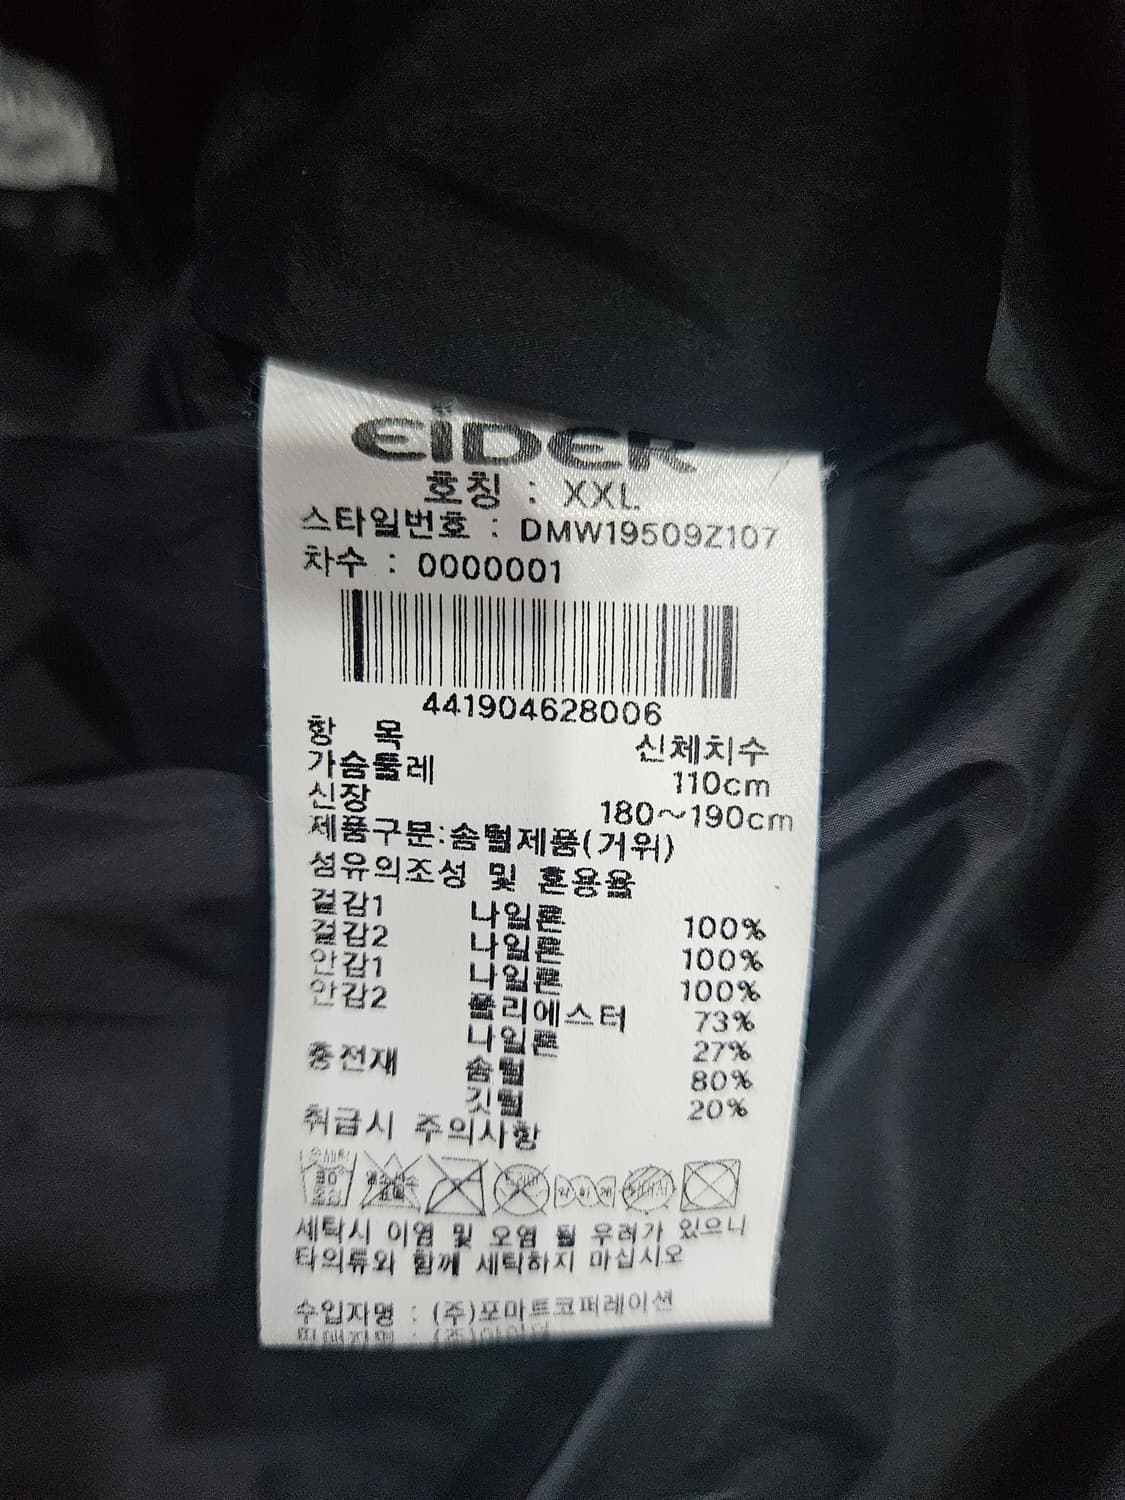 EiDER
호칭 : XXL
스타일번호 : DMW19509Z107
차수 : 0000001
441904628006
항 목 신체치수
가슴둘레 110cm
신장 180~190cm
제품구분:솜털제품(거위)
섬유의조성 및 혼용율
겉감1 나일론 100%
겉감2 나일론 100%
안감1 나일론 100%
안감2 폴리에스터 73%
나일론 27%
충전재 솜털 80%
깃털 20%
취급시 주의사항
손세탁
중성
세탁시 이염 및 오염 될 우려가 있으니
타의류와 함께 세탁하지 마십시오
수입자명 : (주)포마트코퍼레이션